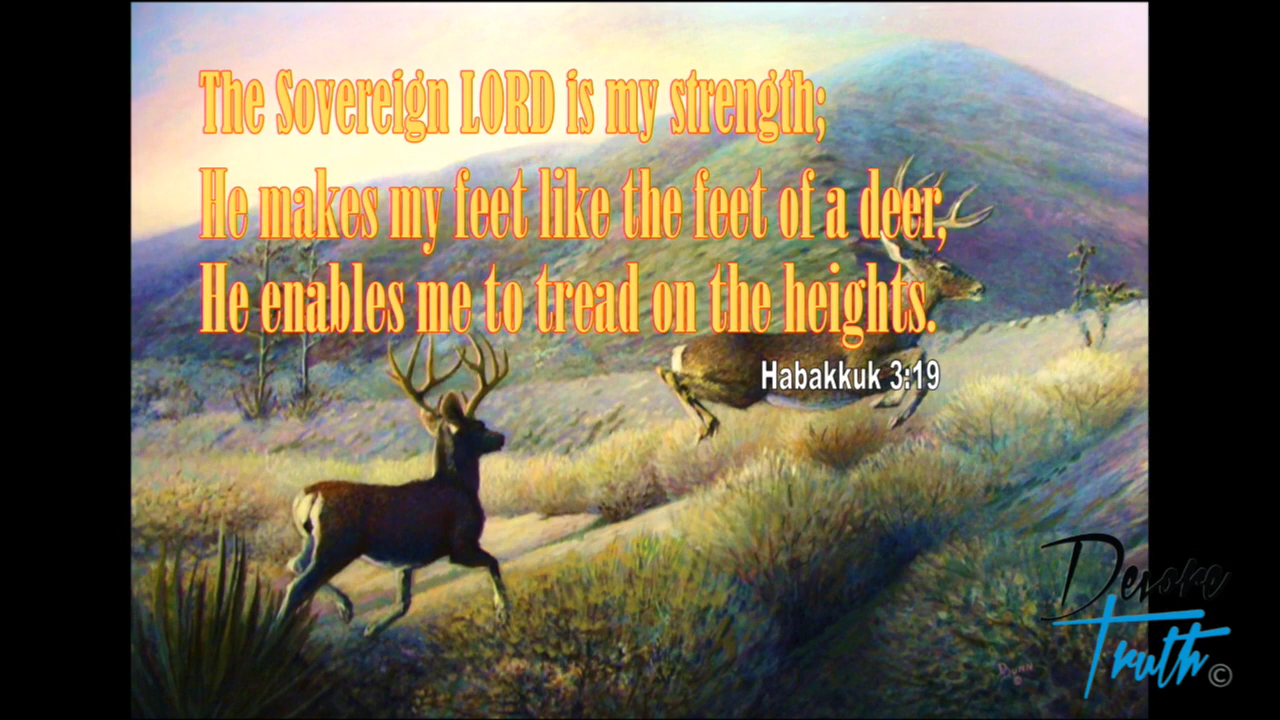 The Sovereign LORD is my strength;
He makes my feet like the feet of a deer,
He enables me to tread on the heights.
Habakkuk 3:19
Devote
Truth ©